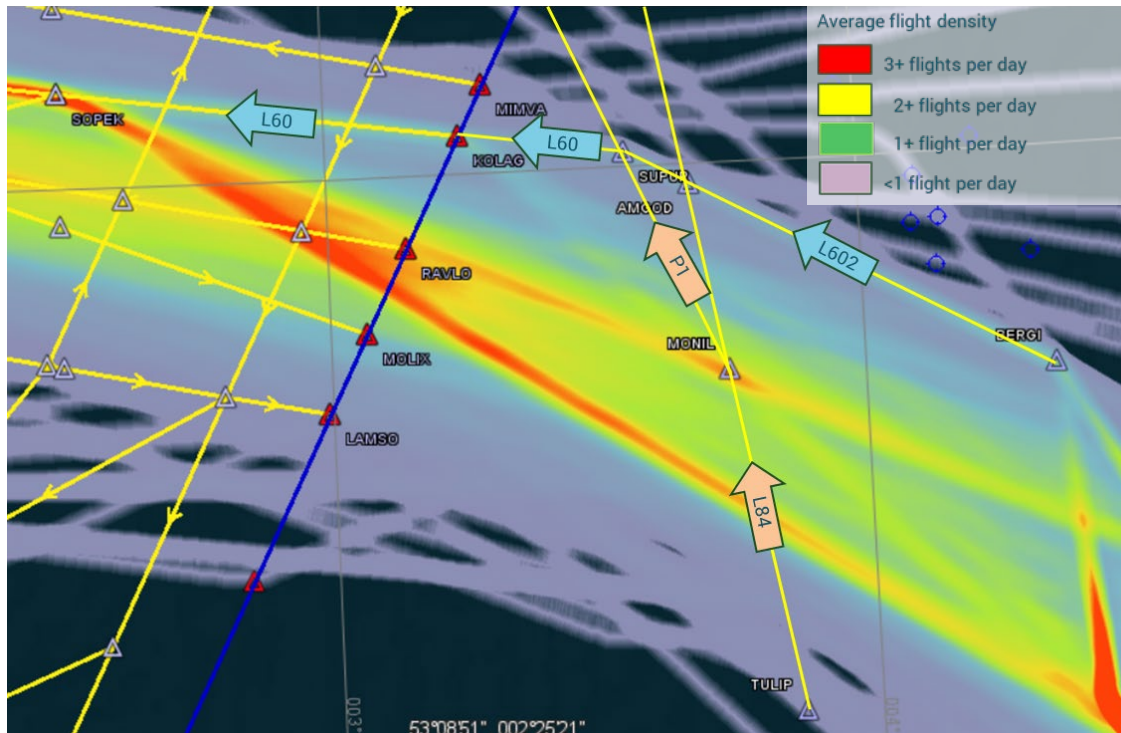 Average flight density
3+ flights per day
2+ flights per day
1+ flight per day
<1 flight per day
MIMVA
SOPEK
L60
L60
KOLAG
SUPUR
AMGOD
L602
P1
RAVLO
BERGI
MONIL
MOLIX
LAMSO
L84
TULIP
003°
004°
53°08'51" 002°25'21"